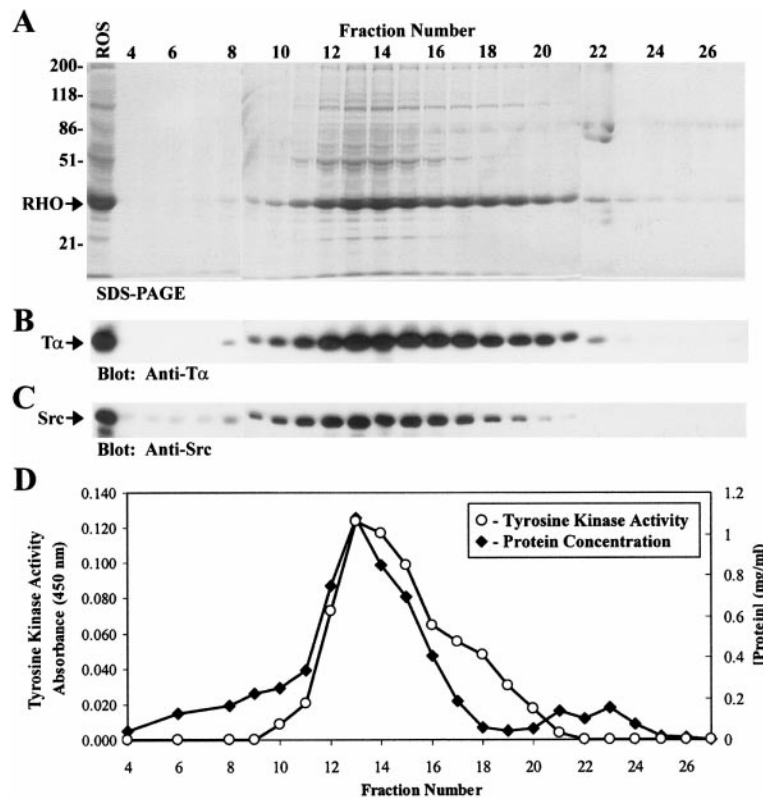 A
ROS
Fraction Number
4 6 8 10 12 14 16 18 20 22 24 26
200-
118-
86-
51-
RHO
21-
SDS-PAGE
B
Tα
Blot: Anti-Tα
C
Src
Blot: Anti-Src
D
Tyrosine Kinase Activity
Absorbance (450 nm)
0.140
0.120
0.100
0.080
0.060
0.040
0.020
0.000
- Tyrosine Kinase Activity
- Protein Concentration
1.2
1
0.8
0.6
0.4
0.2
0
[Protein] (mg/ml)
4 6 8 10 12 14 16 18 20 22 24 26
Fraction Number